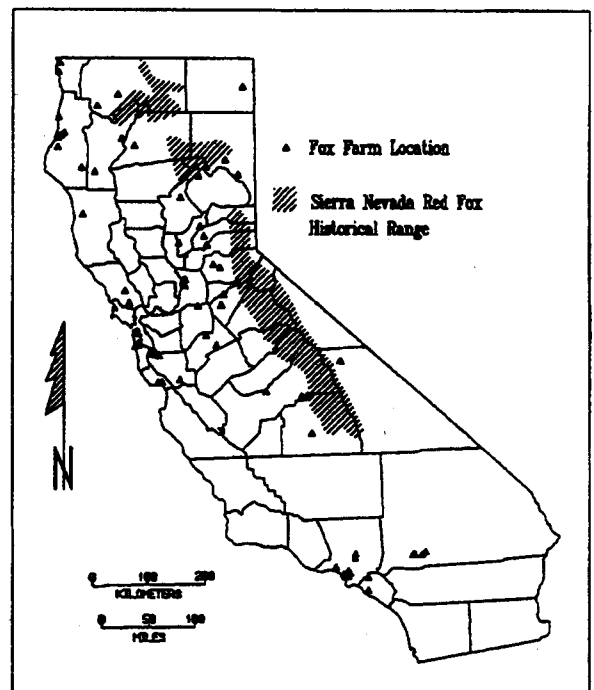 Fox Farm Location
Sierra Nevada Red Fox
Historical Range
N
0 100 200
KILOMETERS
0 50 100
MILES